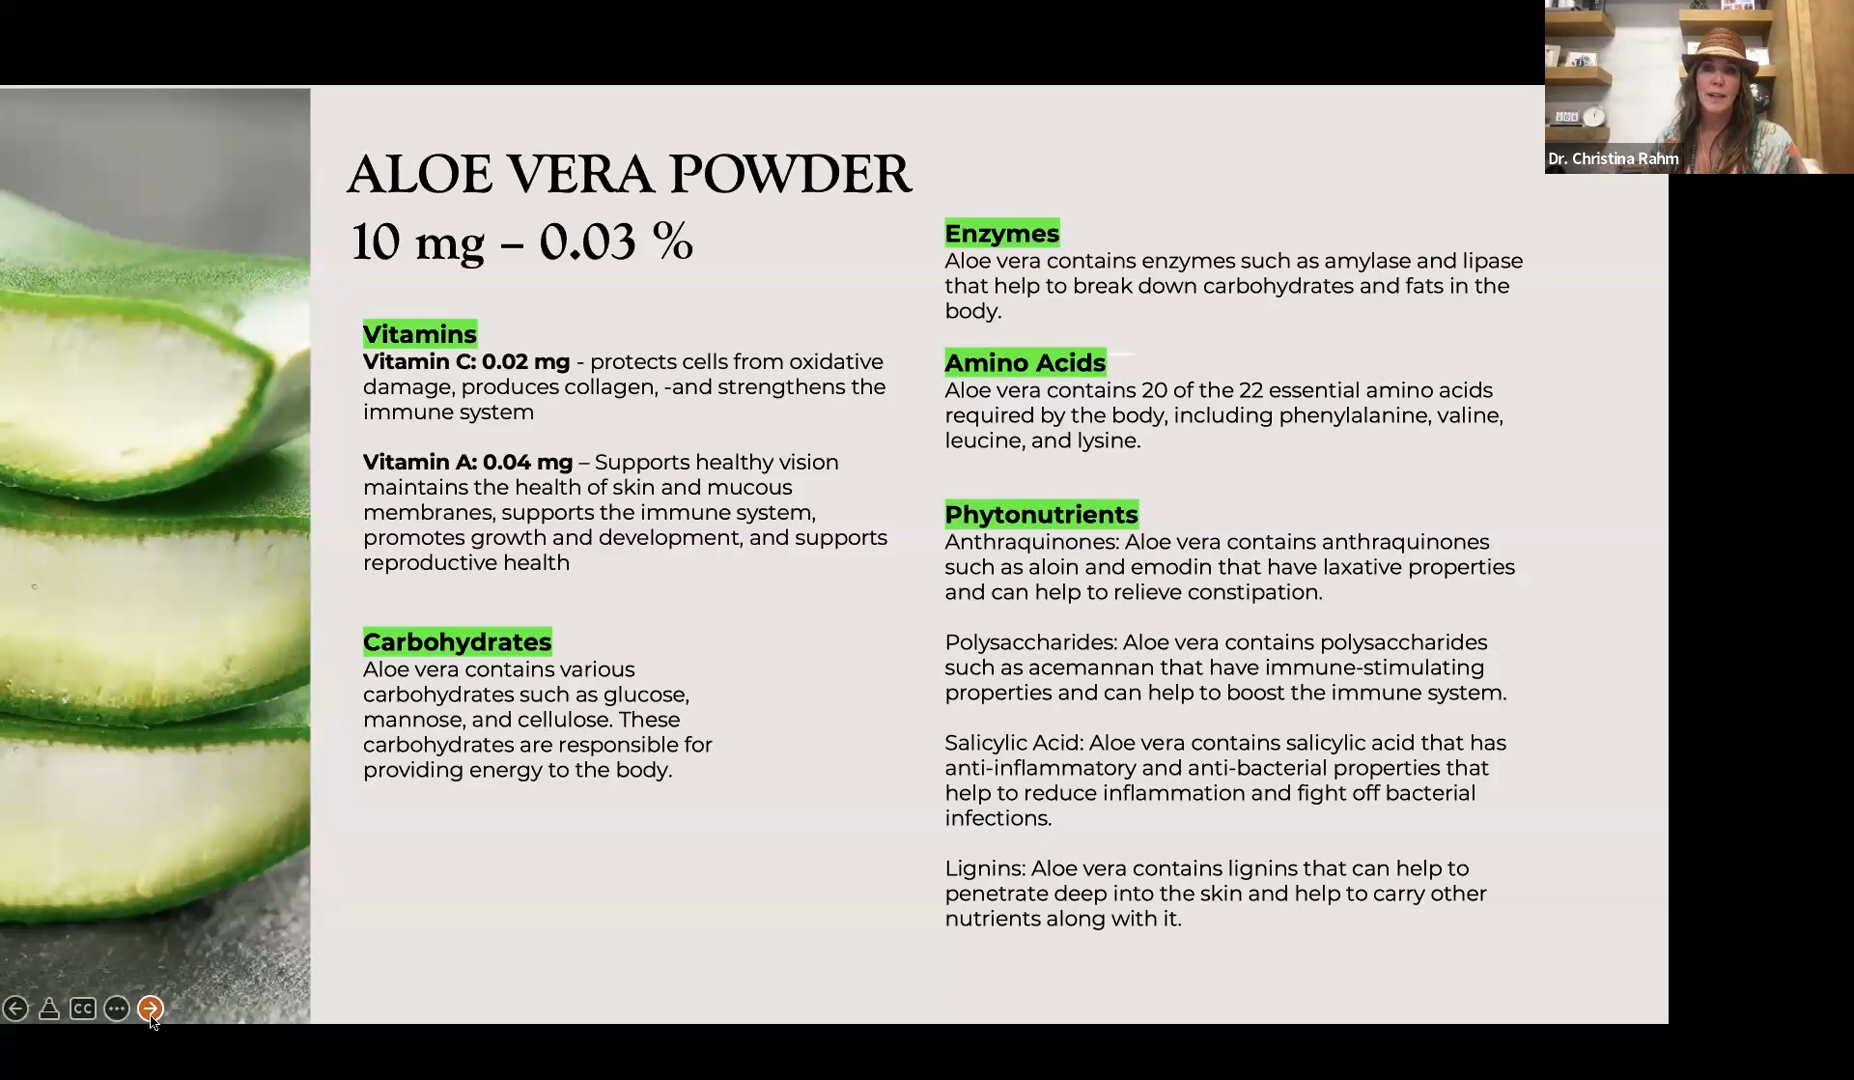 ALOE VERA POWDER
10 mg – 0.03 %
Vitamins
Vitamin C: 0.02 mg - protects cells from oxidative
damage, produces collagen, -and strengthens the
immune system
Vitamin A: 0.04 mg – Supports healthy vision
maintains the health of skin and mucous
membranes, supports the immune system,
promotes growth and development, and supports
reproductive health
Carbohydrates
Aloe vera contains various
carbohydrates such as glucose,
mannose, and cellulose. These
carbohydrates are responsible for
providing energy to the body.
Enzymes
Aloe vera contains enzymes such as amylase and lipase
that help to break down carbohydrates and fats in the
body.
Amino Acids
Aloe vera contains 20 of the 22 essential amino acids
required by the body, including phenylalanine, valine,
leucine, and lysine.
Phytonutrients
Anthraquinones: Aloe vera contains anthraquinones
such as aloin and emodin that have laxative properties
and can help to relieve constipation.
Polysaccharides: Aloe vera contains polysaccharides
such as acemannan that have immune-stimulating
properties and can help to boost the immune system.
Salicylic Acid: Aloe vera contains salicylic acid that has
anti-inflammatory and anti-bacterial properties that
help to reduce inflammation and fight off bacterial
infections.
Lignins: Aloe vera contains lignins that can help to
penetrate deep into the skin and help to carry other
nutrients along with it.
Dr. Christina Rahm
CC